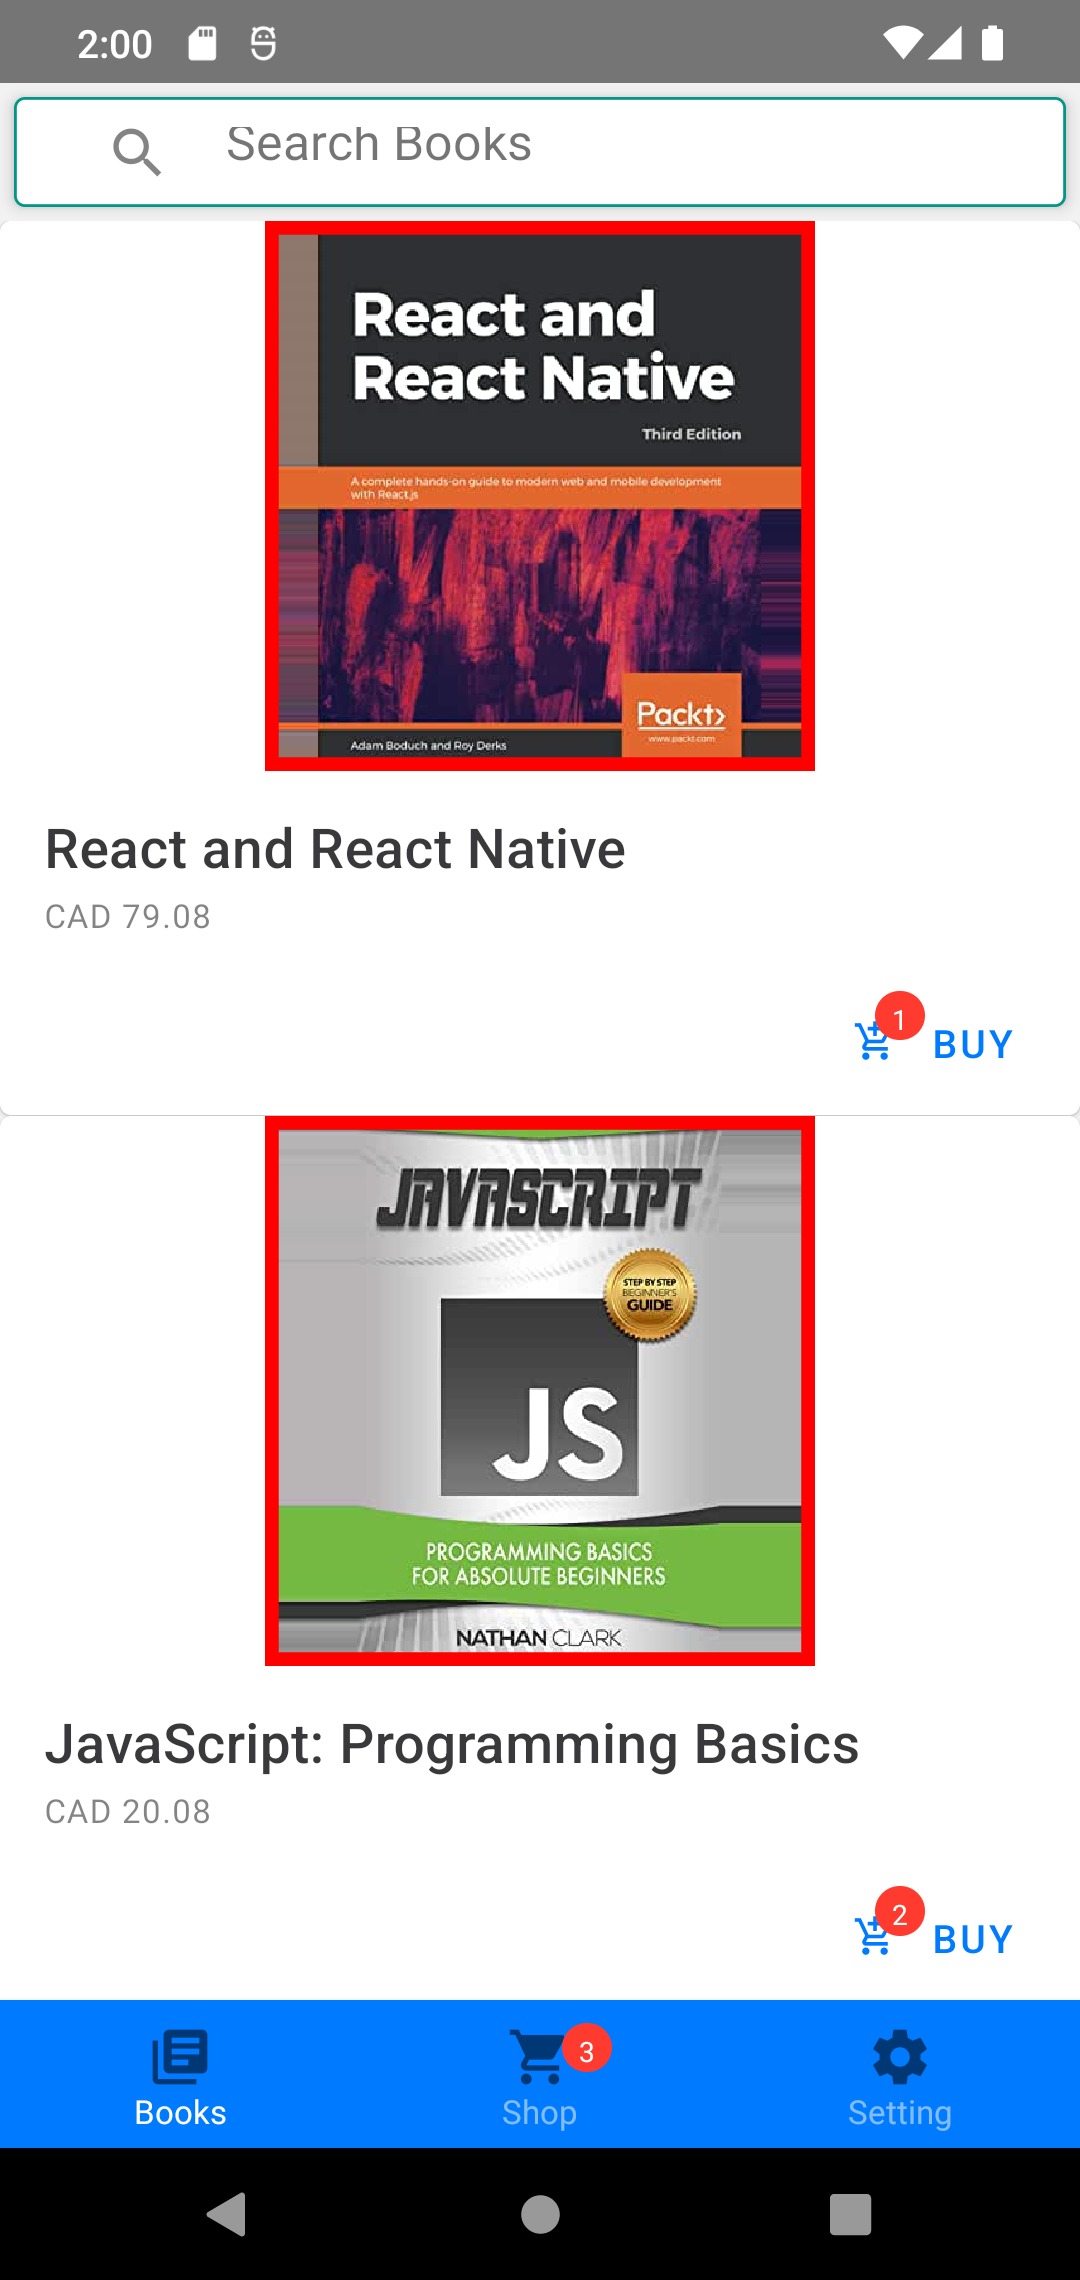 2:00
Search Books
React and
React Native
Third Edition
A complete hands-on guide to modern web and mobile development
with React.js
Packt>
www.packt.com
Adam Boduch and Roy Derks
React and React Native
CAD 79.08
1
BUY
JAVASCRIPT
STEP BY STEP
BEGINNER'S
GUIDE
JS
PROGRAMMING BASICS
FOR ABSOLUTE BEGINNERS
NATHAN CLARK
JavaScript: Programming Basics
CAD 20.08
2
BUY
3
Books
Shop
Setting